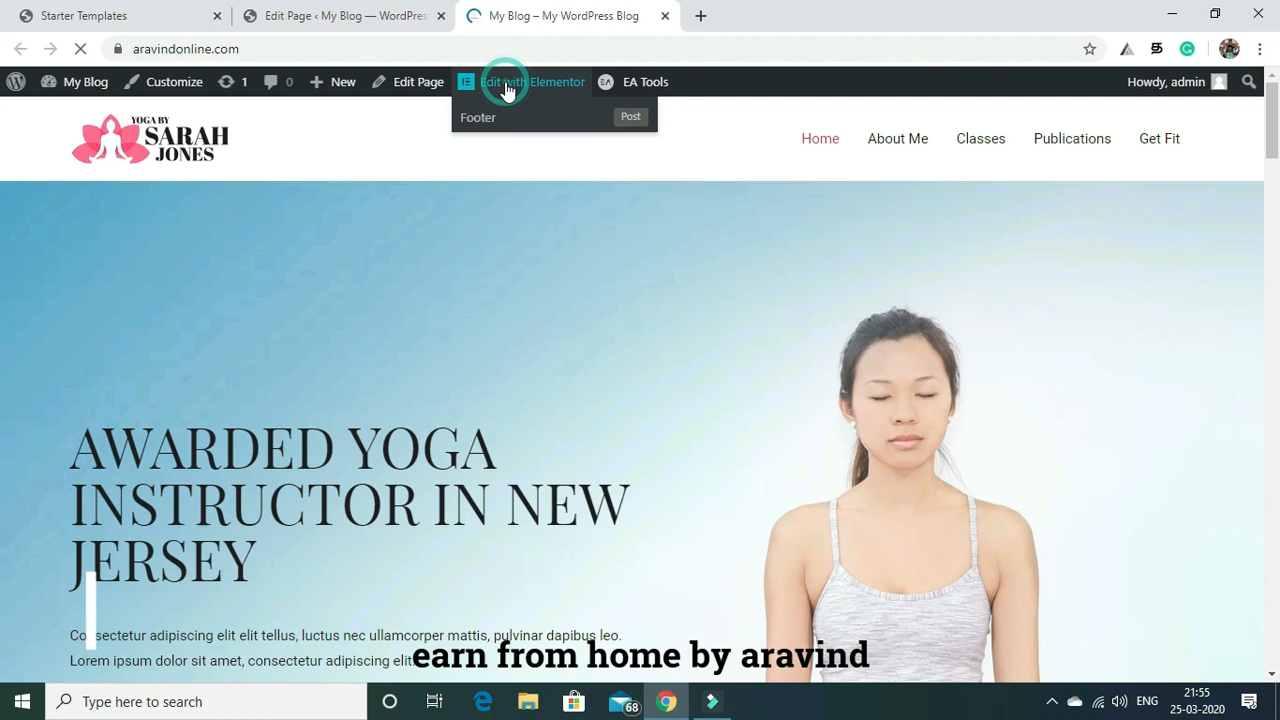 Starter Templates
Edit Page ‹ My Blog — WordPres
My Blog – My WordPress Blog
aravindonline.com
My Blog
Customize
1
0
New
Edit Page
Edit with Elementor
EA Tools
Howdy, admin
Footer
Post
YOGA BY
SARAH
JONES
Home
About Me
Classes
Publications
Get Fit
AWARDED YOGA
INSTRUCTOR IN NEW
JERSEY
Consectetur adipiscing elit elit tellus, luctus nec ullamcorper mattis, pulvinar dapibus leo.
Lorem ipsum dolor sit amet, consectetur adipiscing elit
earn from home by aravind
Type here to search
68
ENG
21:55
25-03-2020